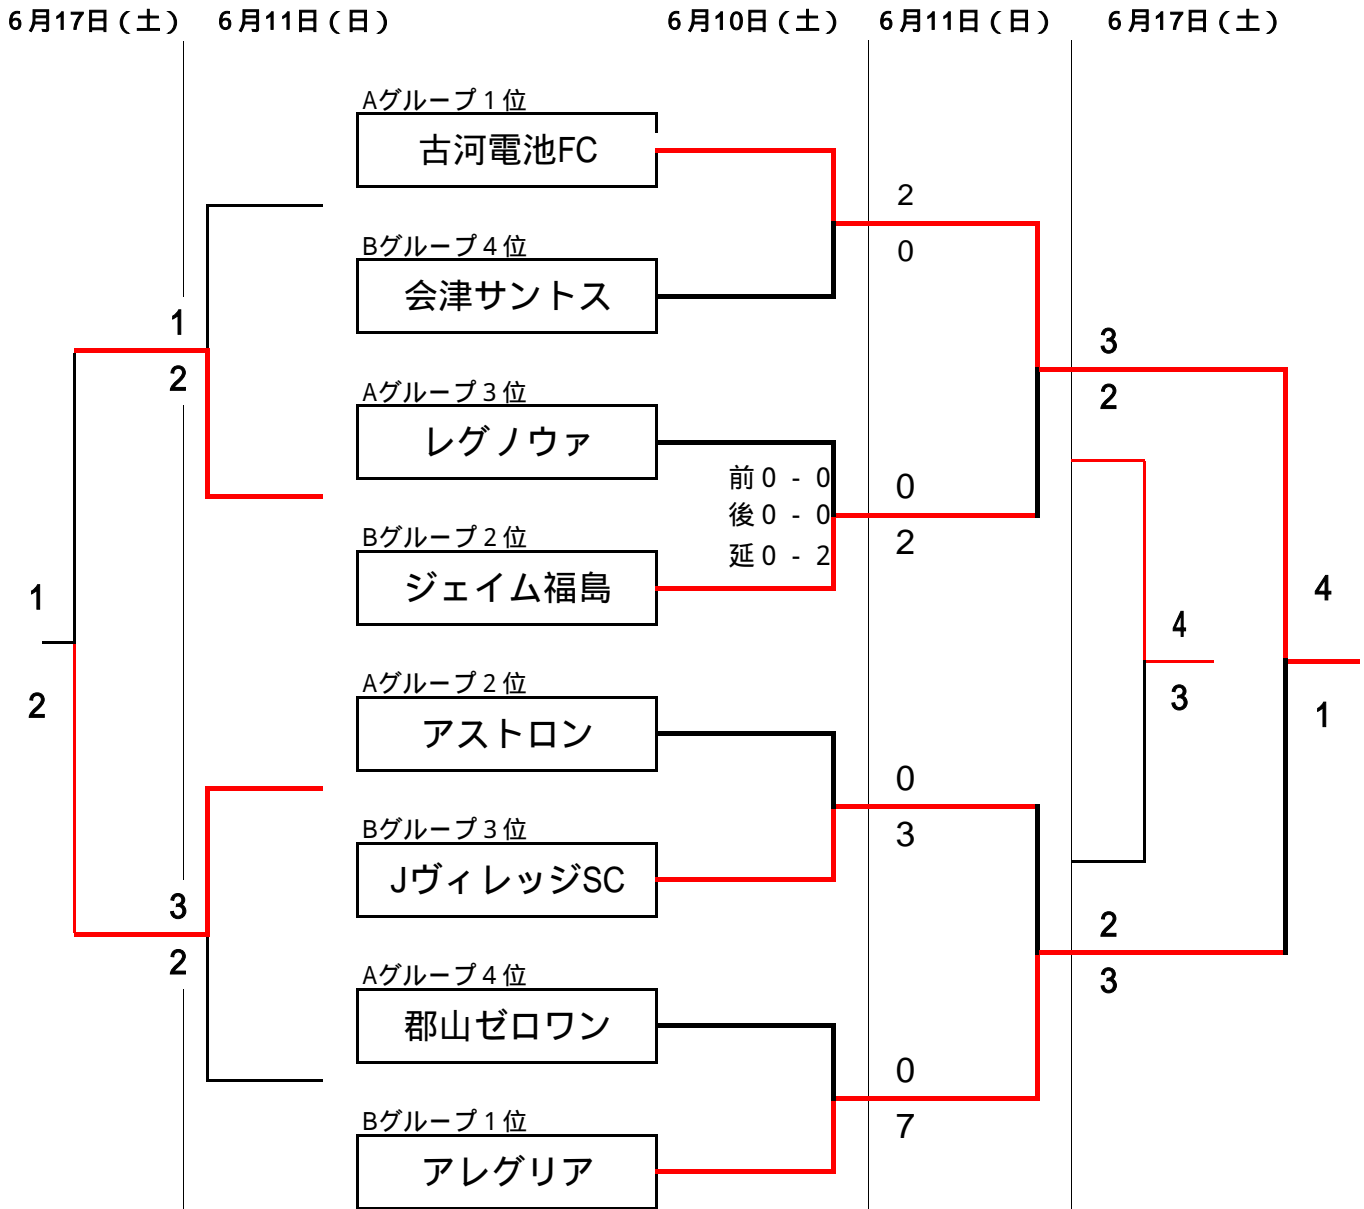 6月17日（土） 6月11日（日） 6月10日（土） 6月11日（日） 6月17日（土）
Aグループ1位
古河電池FC
2
0
Bグループ4位
会津サントス
1
2
3
2
Aグループ3位
レグノウァ
前0 - 0
後0 - 0
延0 - 2
0
2
Bグループ2位
ジェイム福島
1
2
4
3
4
1
Aグループ2位
アストロン
0
3
Bグループ3位
JヴィレッジSC
3
2
2
3
Aグループ4位
郡山ゼロワン
0
7
Bグループ1位
アレグリア